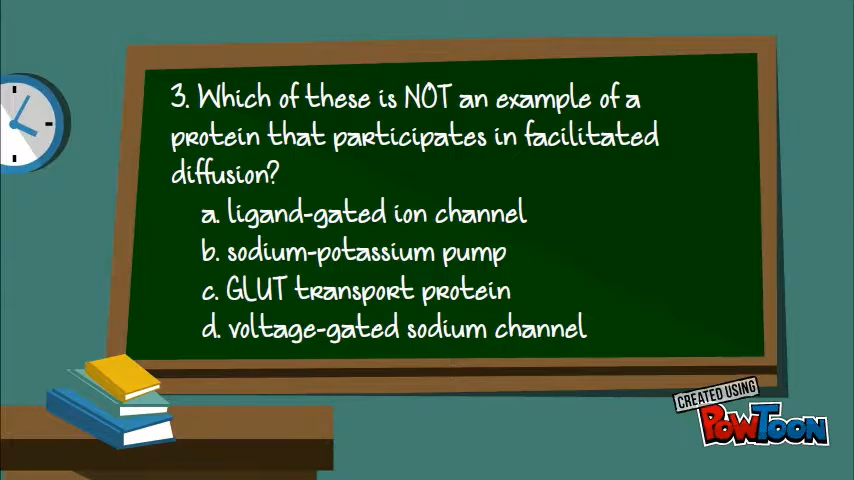 3. Which of these is NOT an example of a
protein that participates in facilitated
diffusion?
a. ligand-gated ion channel
b. sodium-potassium pump
c. GLUT transport protein
d. voltage-gated sodium channel
CREATED USING
POWTOON